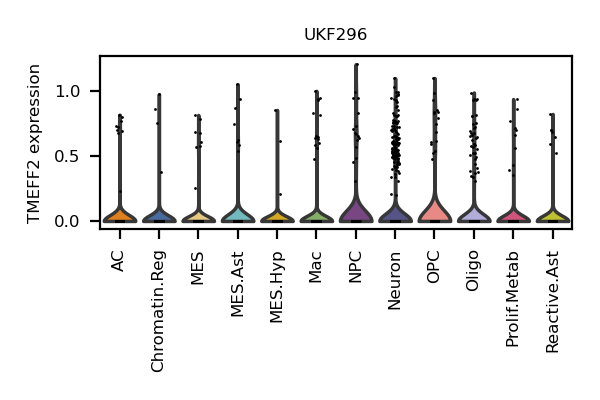 UKF296
TMEFF2 expression
1.0
0.5
0.0
AC
Chromatin.Reg
MES
MES.Ast
MES.Hyp
Mac
NPC
Neuron
OPC
Oligo
Prolif.Metab
Reactive.Ast